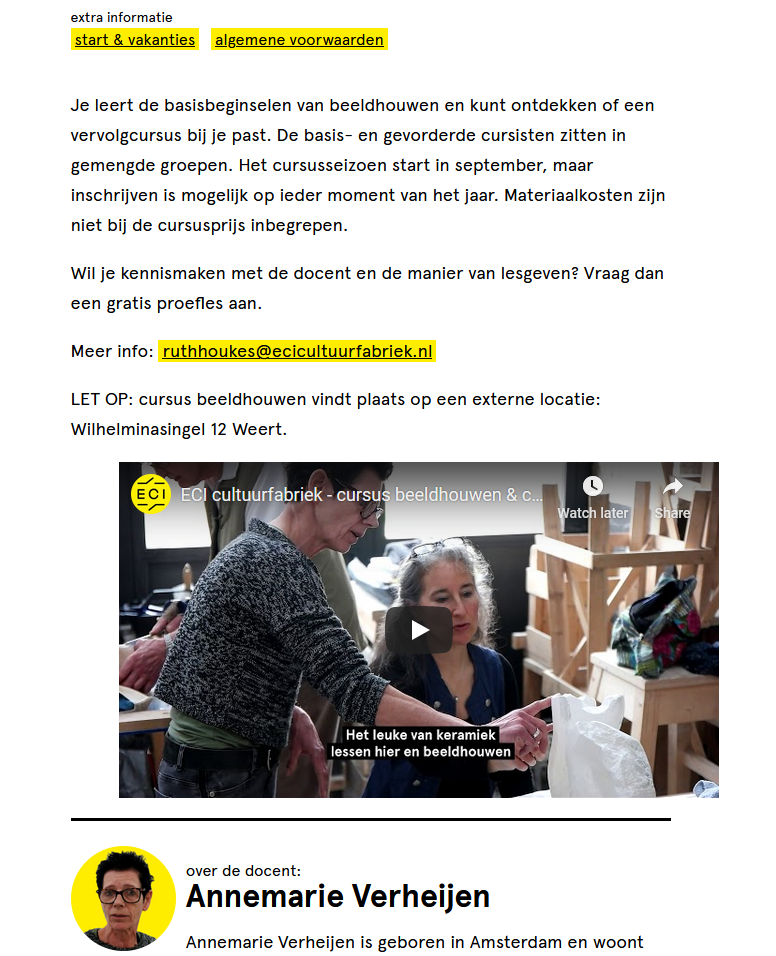 extra informatie
start & vakanties algemene voorwaarden
Je leert de basisbeginselen van beeldhouwen en kunt ontdekken of een
vervolgcursus bij je past. De basis- en gevorderde cursisten zitten in
gemengde groepen. Het cursusseizoen start in september, maar
inschrijven is mogelijk op ieder moment van het jaar. Materiaalkosten zijn
niet bij de cursusprijs inbegrepen.
Wil je kennismaken met de docent en de manier van lesgeven? Vraag dan
een gratis proefles aan.
Meer info: ruthhoukes@ecicultuurfabriek.nl
LET OP: cursus beeldhouwen vindt plaats op een externe locatie:
Wilhelminasingel 12 Weert.
ECI ECI cultuurfabriek - cursus beeldhouwen & c...
Watch later Share
Het leuke van keramiek
lessen hier en beeldhouwen
over de docent:
Annemarie Verheijen
Annemarie Verheijen is geboren in Amsterdam en woont